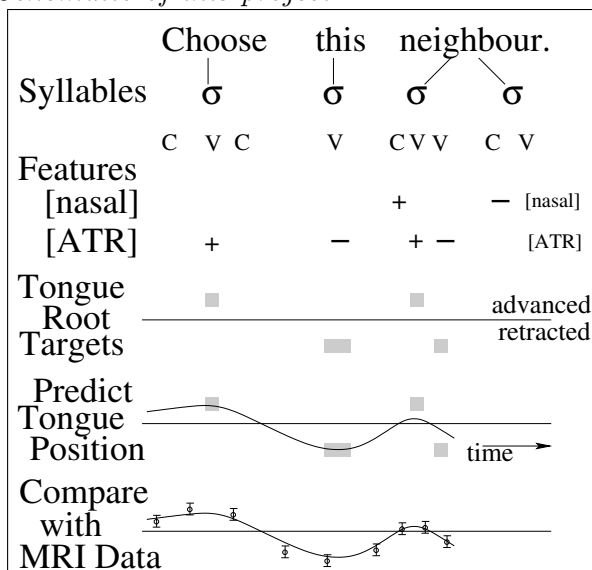 Choose this neighbour.
Syllables σ σ σ σ
C V C V C V V C V
Features
[nasal] + − [nasal]
[ATR] + − + − [ATR]
Tongue
Root
Targets
advanced
retracted
Predict
Tongue
Position
time
Compare
with
MRI Data